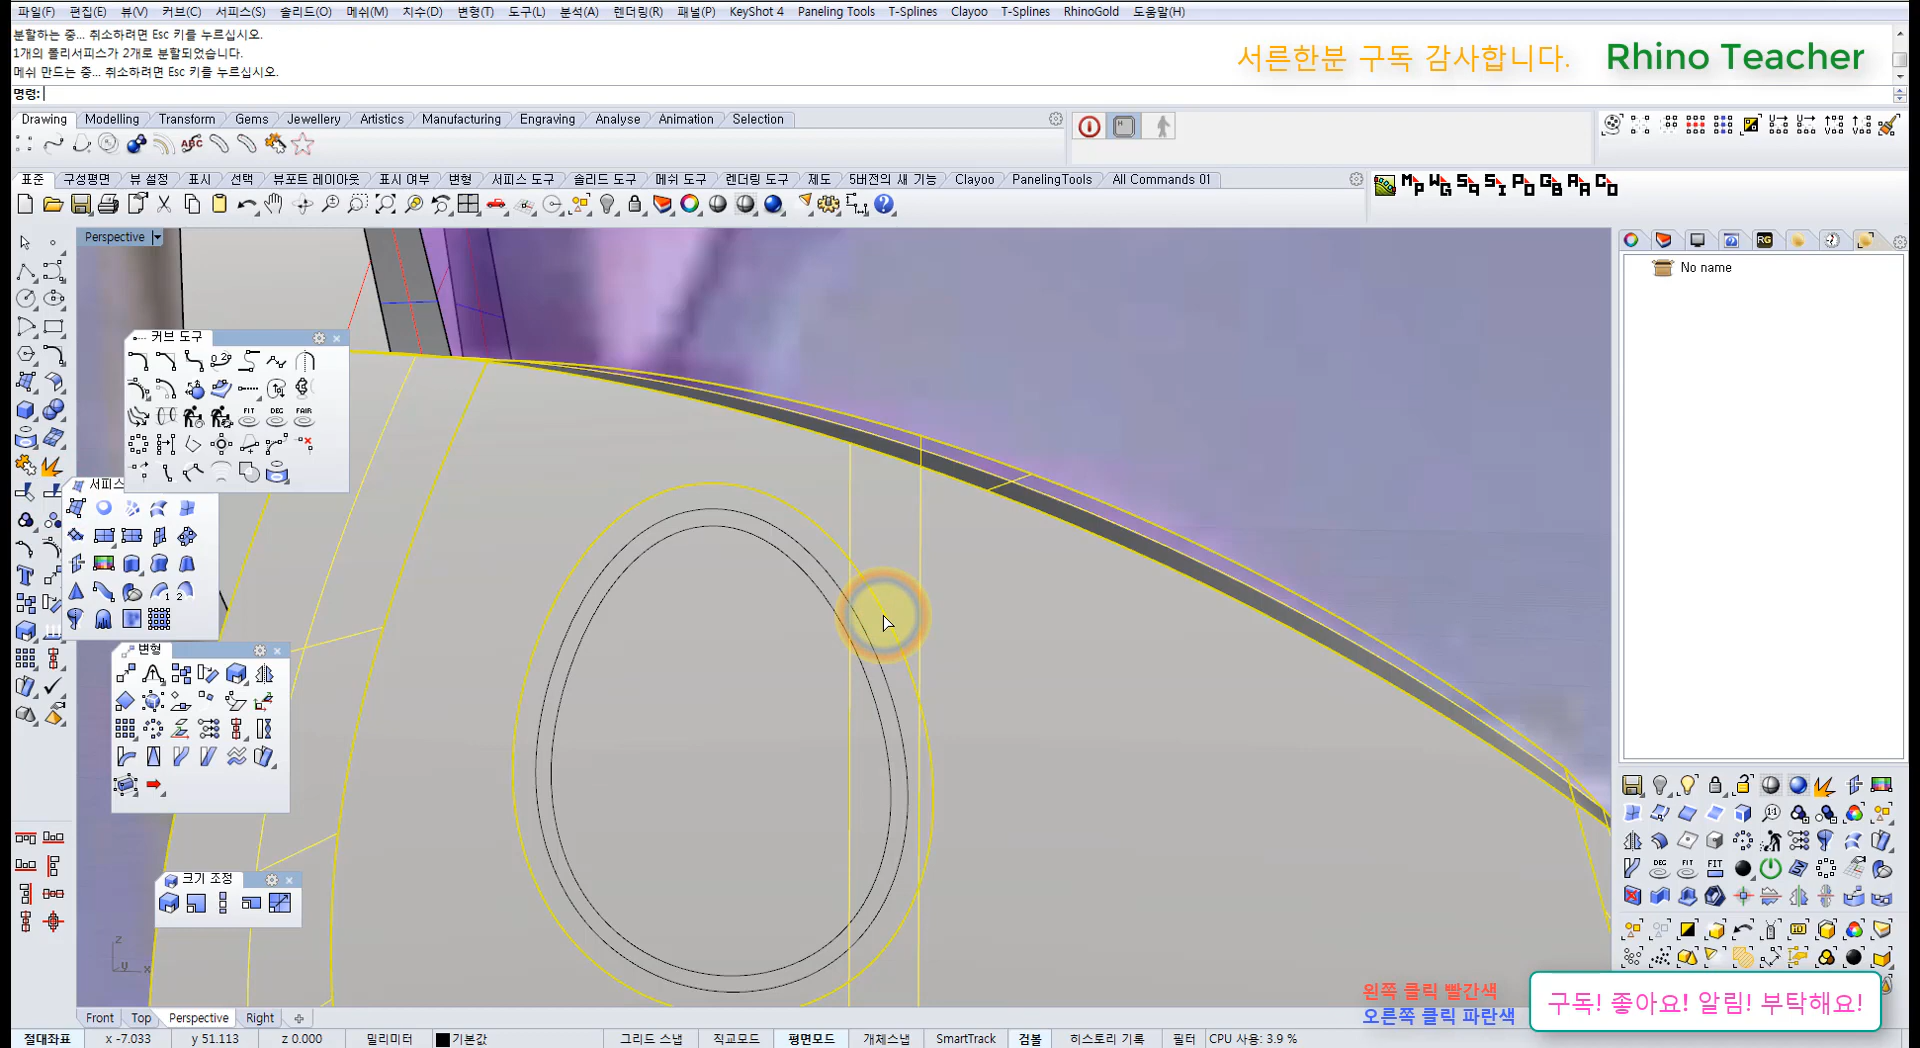 파일(F) 편집(E) 뷰(V) 커브(C) 서피스(S) 솔리드(O) 메쉬(M) 치수(D) 변형(T) 도구(L) 분석(A) 렌더링(R) 패널(P) KeyShot 4 Paneling Tools T-Splines Clayoo T-Splines RhinoGold 도움말(H)
분할하는 중... 취소하려면 Esc 키를 누르십시오.
1개의 폴리서피스가 2개로 분할되었습니다.
메쉬 만드는 중... 취소하려면 Esc 키를 누르십시오.
명령:
서른한분 구독 감사합니다. Rhino Teacher
Drawing Modelling Transform Gems Jewellery Artistics Manufacturing Engraving Analyse Animation Selection
표준 구성평면 뷰 설정 표시 선택 뷰포트 레이아웃 표시 여부 변형 서피스 도구 솔리드 도구 메쉬 도구 렌더링 도구 제도 5버전의 새 기능 Clayoo PanelingTools All Commands 01
Perspective
No name
커브 도구
FIT DEG FAIR
서피스
변형
크기 조정
z
y x
왼쪽 클릭 빨간색
오른쪽 클릭 파란색
구독! 좋아요! 알림! 부탁해요!
Front Top Perspective Right
절대좌표 x -7.033 y 51.113 z 0.000 밀리미터 기본값 그리드 스냅 직교모드 평면모드 개체스냅 SmartTrack 검볼 히스토리 기록 필터 CPU 사용: 3.9 %